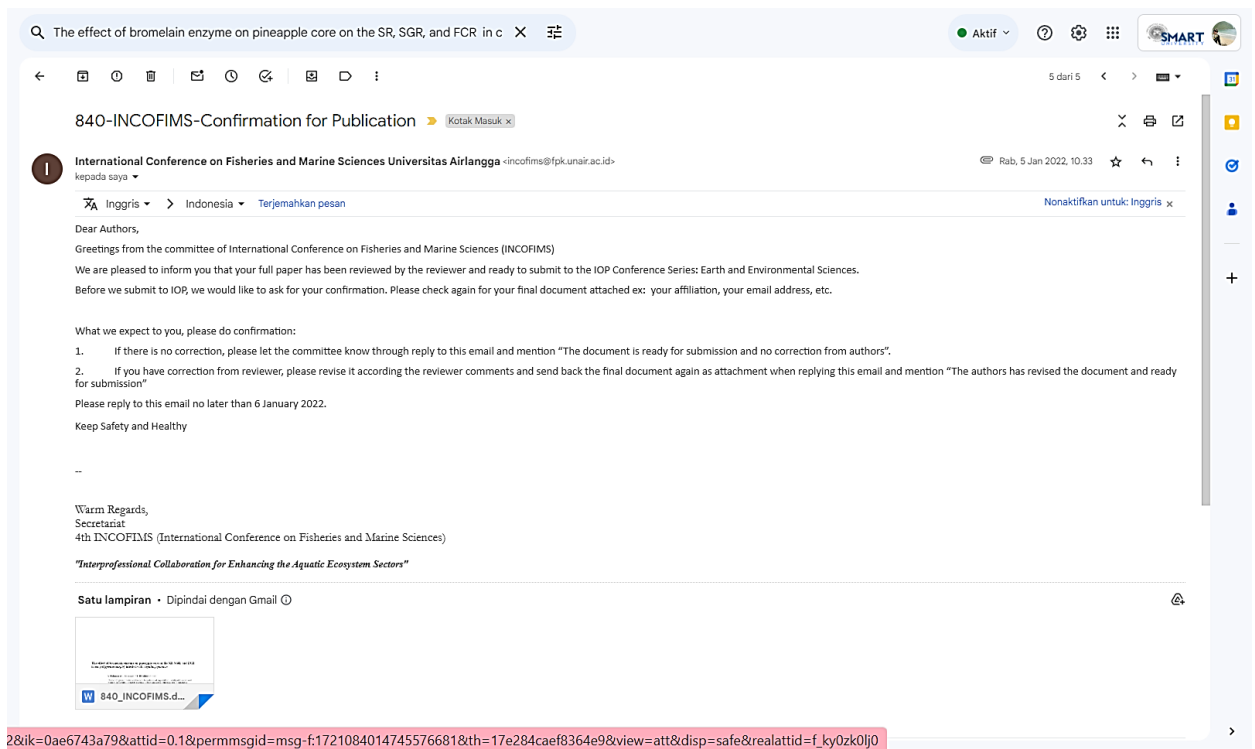 The effect of bromelain enzyme on pineapple core on the SR, SGR, and FCR in c
Aktif
SMART
UNIVERSITY
5 dari 5
840-INCOFIMS-Confirmation for Publication
Kotak Masuk x
I
International Conference on Fisheries and Marine Sciences Universitas Airlangga <incofims@fpk.unair.ac.id>
Rab, 5 Jan 2022, 10.33
kepada saya
Inggris > Indonesia Terjemahkan pesan
Nonaktifkan untuk: Inggris x
Dear Authors,
Greetings from the committee of International Conference on Fisheries and Marine Sciences (INCOFIMS)
We are pleased to inform you that your full paper has been reviewed by the reviewer and ready to submit to the IOP Conference Series: Earth and Environmental Sciences.
Before we submit to IOP, we would like to ask for your confirmation. Please check again for your final document attached ex: your affiliation, your email address, etc.
What we expect to you, please do confirmation:
1. If there is no correction, please let the committee know through reply to this email and mention “The document is ready for submission and no correction from authors”.
2. If you have correction from reviewer, please revise it according the reviewer comments and send back the final document again as attachment when replying this email and mention “The authors has revised the document and ready
for submission”
Please reply to this email no later than 6 January 2022.
Keep Safety and Healthy
--
Warm Regards,
Secretariat
4th INCOFIMS (International Conference on Fisheries and Marine Sciences)
"Interprofessional Collaboration for Enhancing the Aquatic Ecosystem Sectors"
Satu lampiran • Dipindai dengan Gmail
W 840_INCOFIMS.d...
2&ik=0ae6743a79&attid=0.1&permmsgid=msg-f:1721084014745576681&th=17e284caef8364e9&view=att&disp=safe&realattid=f_ky0zk0lj0